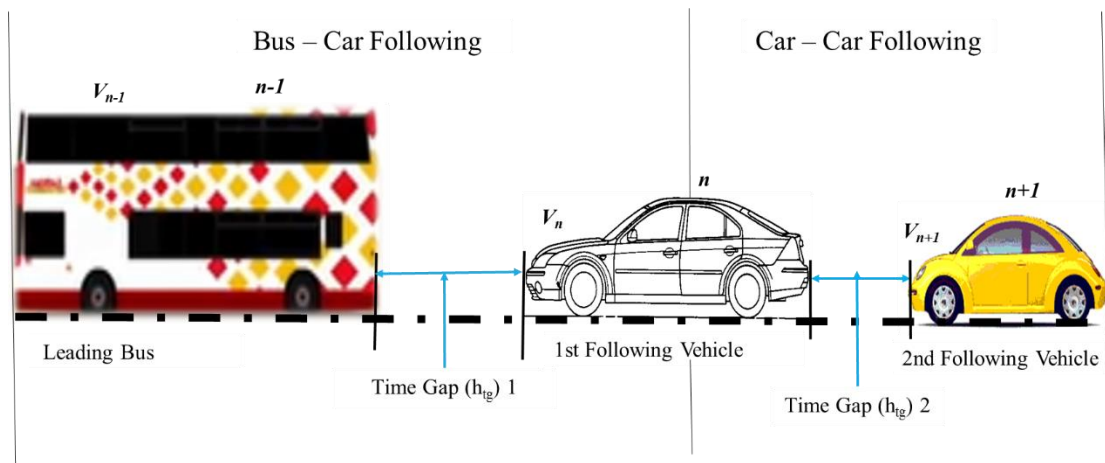 Bus – Car Following
Car – Car Following
Vn-1
n-1
n
Vn
n+1
Vn+1
Leading Bus
1st Following Vehicle
2nd Following Vehicle
Time Gap (htg) 1
Time Gap (htg) 2